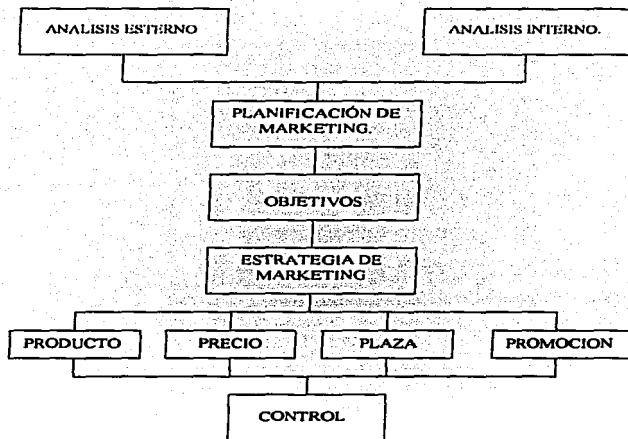 ANALISIS ESTERNO
ANALISIS INTERNO.
PLANIFICACIÓN DE
MARKETING.
OBJETIVOS
ESTRATEGIA DE
MARKETING
PRODUCTO
PRECIO
PLAZA
PROMOCION
CONTROL